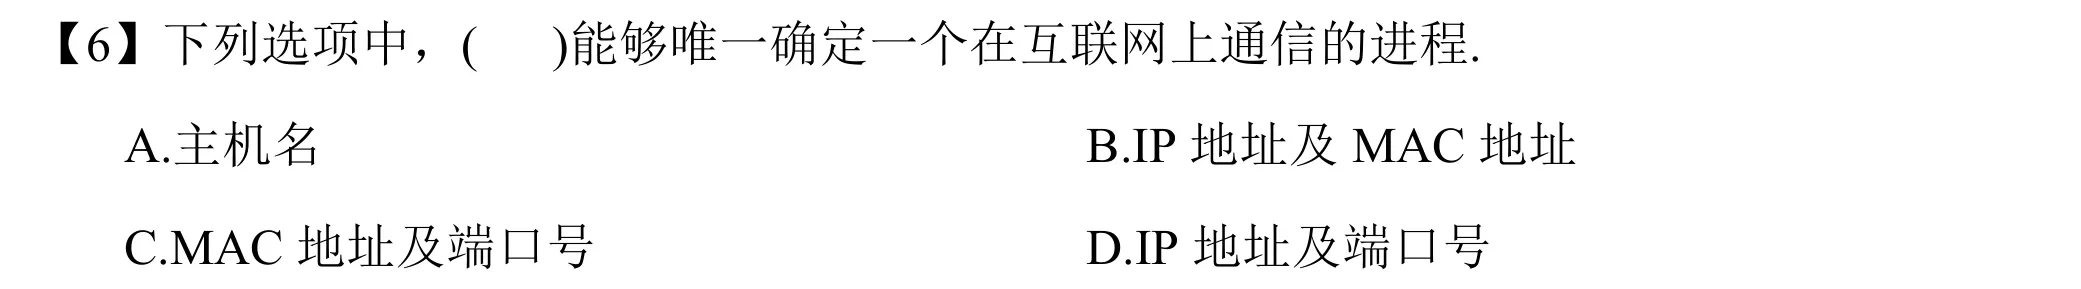 【6】下列选项中，(　　)能够唯一确定一个在互联网上通信的进程.
A.主机名　　B.IP 地址及 MAC 地址
C.MAC 地址及端口号　　D.IP 地址及端口号